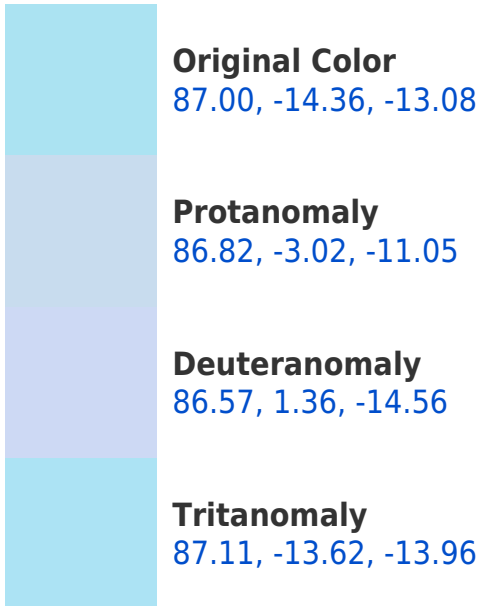 Original Color
87.00, -14.36, -13.08
Protanomaly
86.82, -3.02, -11.05
Deuteranomaly
86.57, 1.36, -14.56
Tritanomaly
87.11, -13.62, -13.96